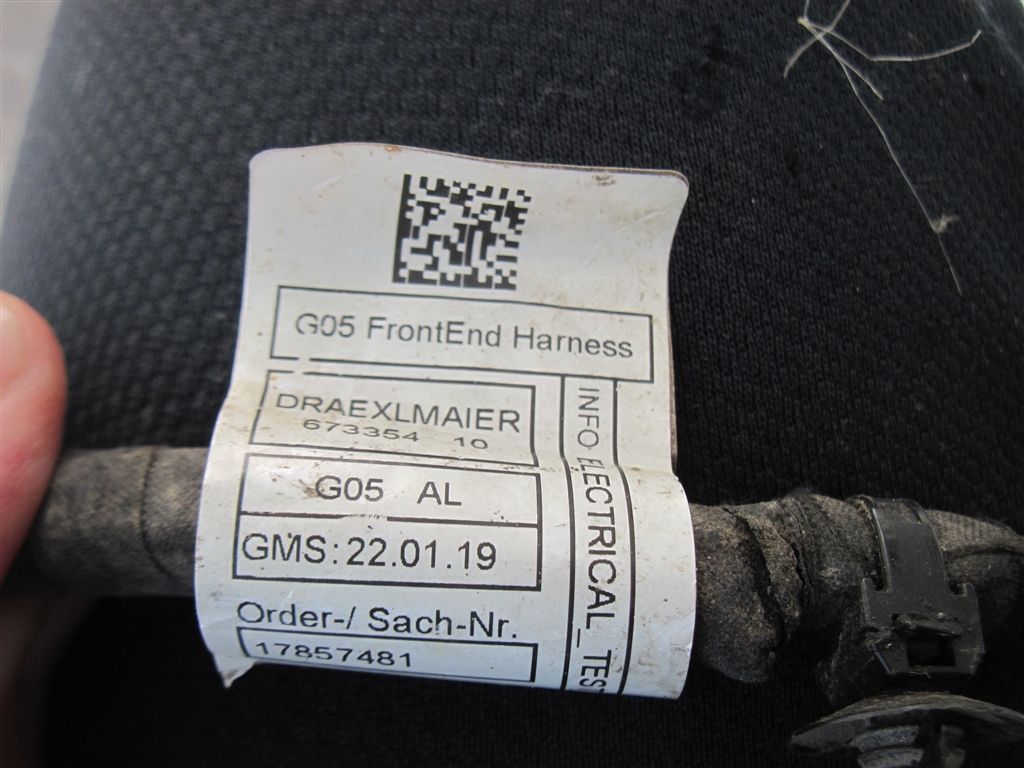 G05 FrontEnd Harness
DRAEXLMAIER
673354 10
G05 AL
GMS: 22.01.19
Order-/ Sach-Nr.
17857481
INFO ELECTRICAL_TEST